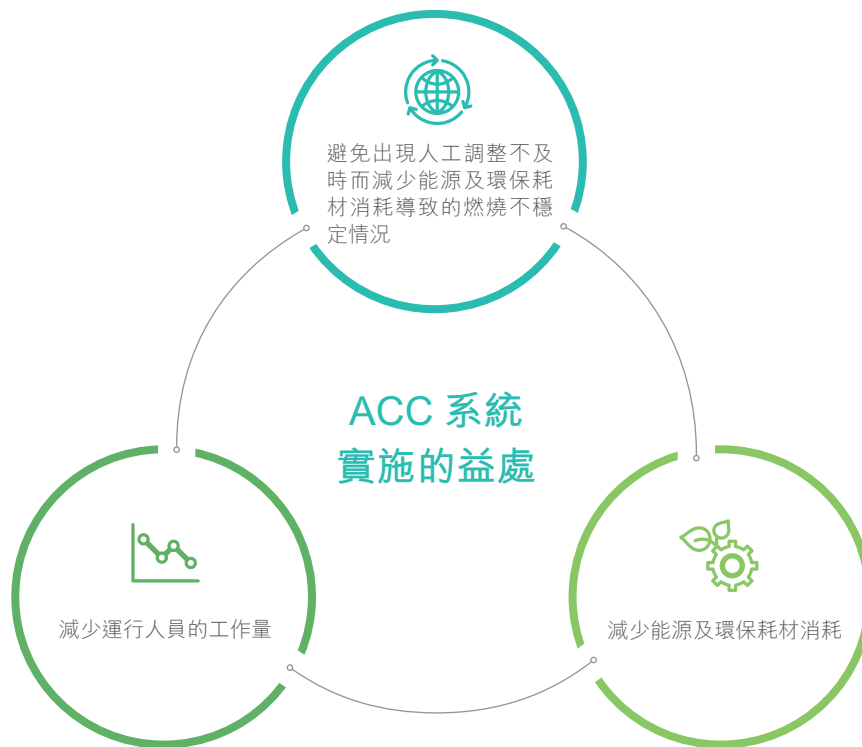 避免出現人工調整不及
時而減少能源及環保耗
材消耗導致的燃燒不穩
定情況
ACC 系統
實施的益處
減少運行人員的工作量
減少能源及環保耗材消耗